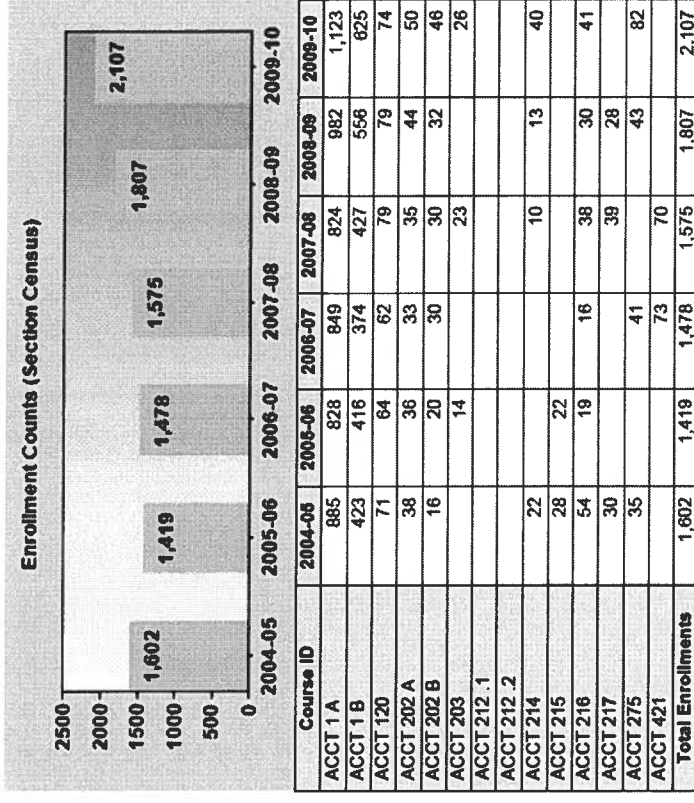 Enrollment Counts (Section Census)
2500
2000
1500
1000
500
0
1,602 1,419 1,478 1,575 1,807 2,107
2004-05 2005-06 2006-07 2007-08 2008-09 2009-10
Course ID 2004-05 2005-06 2006-07 2007-08 2008-09 2009-10
ACCT 1 A 885 828 849 824 982 1,123
ACCT 1 B 423 416 374 427 556 625
ACCT 120 71 64 62 79 79 74
ACCT 202 A 38 36 33 35 44 50
ACCT 202 B 16 20 30 30 32 46
ACCT 203 14 23 26
ACCT 212 .1
ACCT 212 .2
ACCT 214 22 10 13 40
ACCT 215 28 22
ACCT 216 54 19 16 38 30 41
ACCT 217 30 39 28
ACCT 275 35 41 43 82
ACCT 421 73 70
Total Enrollments 1,602 1,419 1,478 1,575 1,807 2,107